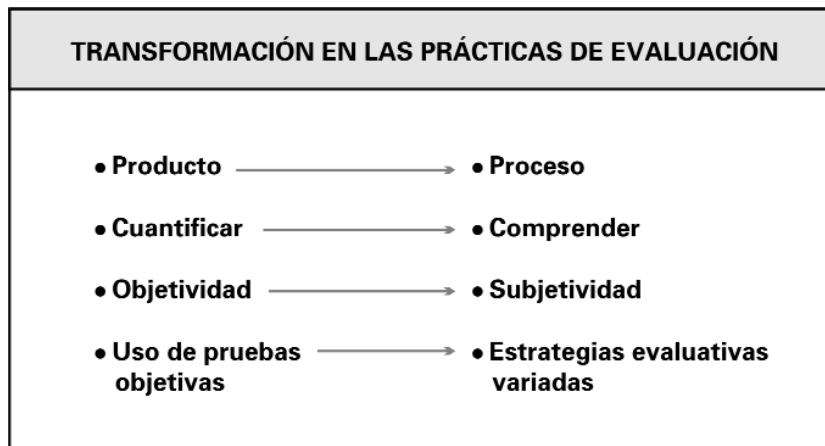 TRANSFORMACIÓN EN LAS PRÁCTICAS DE EVALUACIÓN
• Producto → • Proceso
• Cuantificar → • Comprender
• Objetividad → • Subjetividad
• Uso de pruebas → • Estrategias evaluativas
objetivas variadas